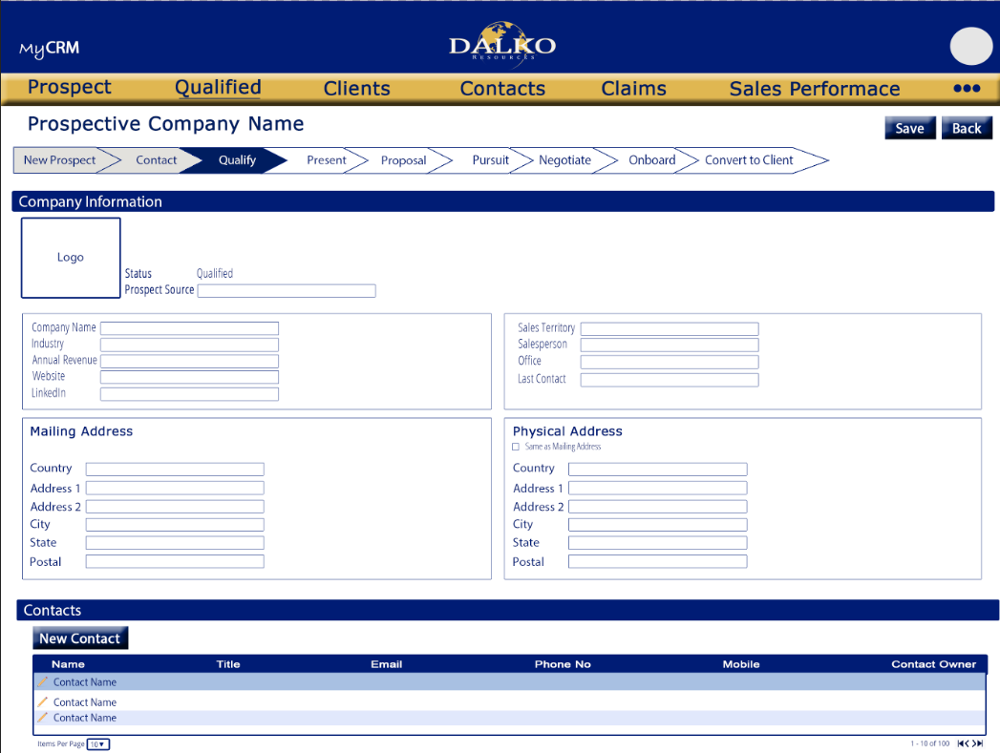 MyCRM
DALKO
RESOURCES
Prospect Qualified Clients Contacts Claims Sales Performace •••
Prospective Company Name
Save Back
New Prospect Contact Qualify Present Proposal Pursuit Negotiate Onboard Convert to Client
Company Information
Logo
Status Qualified
Prospect Source
Company Name
Industry
Annual Revenue
Website
LinkedIn
Sales Territory
Salesperson
Office
Last Contact
Mailing Address
Country
Address 1
Address 2
City
State
Postal
Physical Address
Same as Mailing Address
Country
Address 1
Address 2
City
State
Postal
Contacts
New Contact
Name Title Email Phone No Mobile Contact Owner
Contact Name
Contact Name
Contact Name
Items Per Page 10 ▼ 1 - 10 of 100